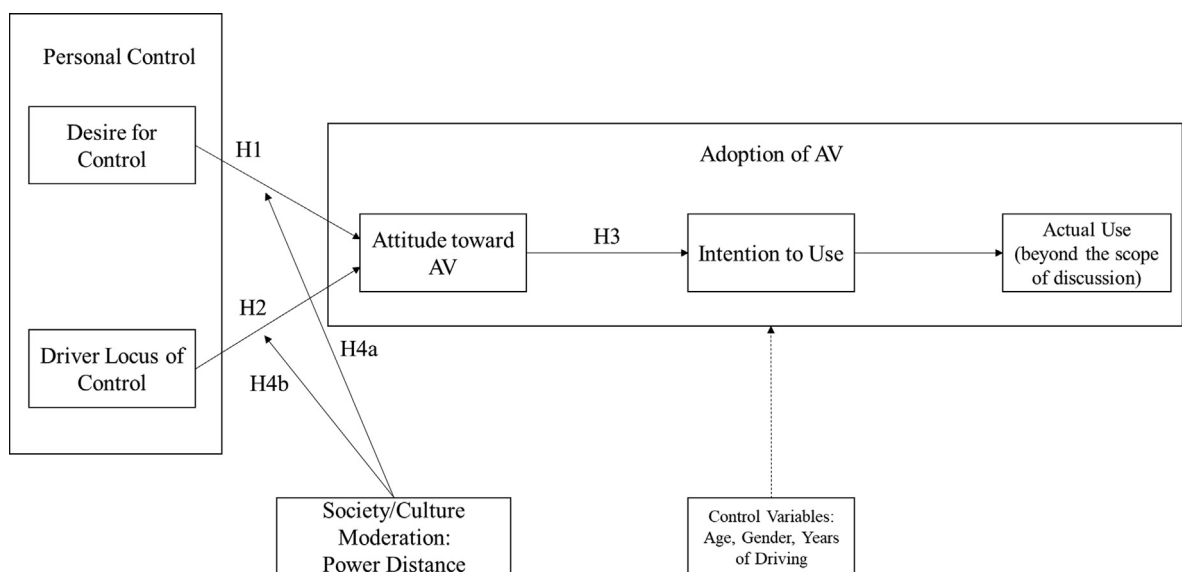 Personal Control
Desire for
Control
H1
Adoption of AV
Attitude toward
AV
H3
Intention to Use
Actual Use
(beyond the scope
of discussion)
H2
Driver Locus of
Control
H4a
H4b
Society/Culture
Moderation:
Power Distance
Control Variables:
Age, Gender, Years
of Driving